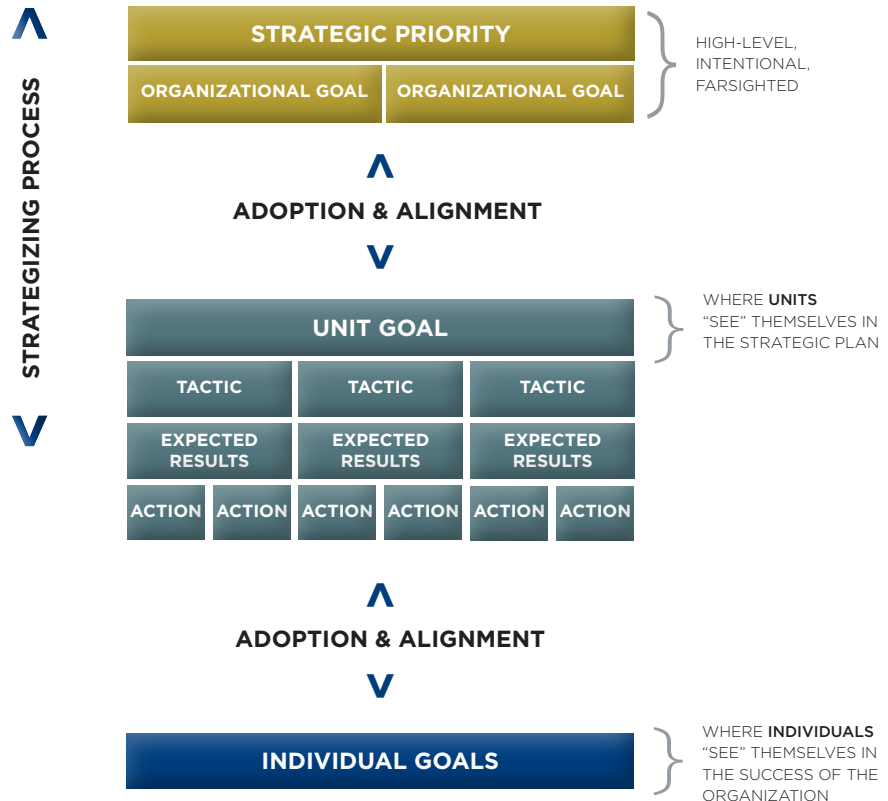 STRATEGIZING PROCESS
STRATEGIC PRIORITY
ORGANIZATIONAL GOAL
ORGANIZATIONAL GOAL
HIGH-LEVEL,
INTENTIONAL,
FARSIGHTED
ADOPTION & ALIGNMENT
UNIT GOAL
WHERE UNITS
“SEE” THEMSELVES IN
THE STRATEGIC PLAN
TACTIC
TACTIC
TACTIC
EXPECTED
RESULTS
EXPECTED
RESULTS
EXPECTED
RESULTS
ACTION
ACTION
ACTION
ACTION
ACTION
ACTION
ADOPTION & ALIGNMENT
INDIVIDUAL GOALS
WHERE INDIVIDUALS
“SEE” THEMSELVES IN
THE SUCCESS OF THE
ORGANIZATION